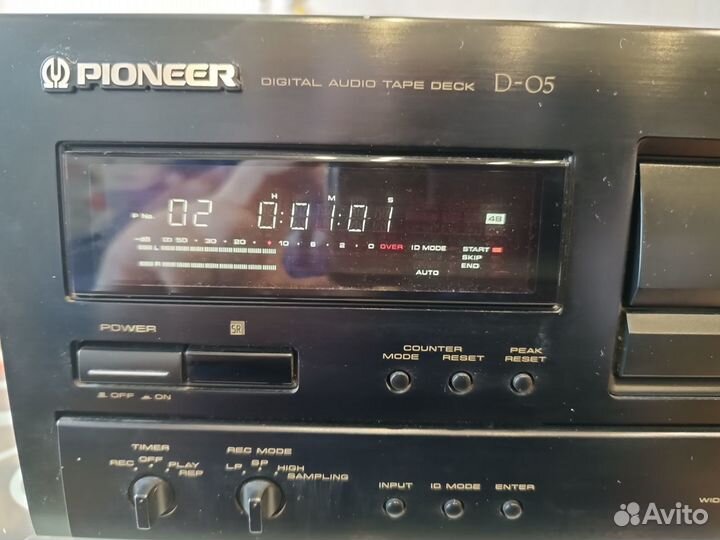 PIONEER DIGITAL AUDIO TAPE DECK D-05
H M S
P No. 02 0:01:01 48
-dB ∞ 50 · 30 · 20 · · 10 · 6 · 2 · 0 OVER ID MODE START
L SKIP
R END
AUTO
POWER SR
OFF ON
COUNTER PEAK
MODE RESET RESET
TIMER REC MODE
REC OFF PLAY REP LP SP HIGH SAMPLING
INPUT ID MODE ENTER
Avito